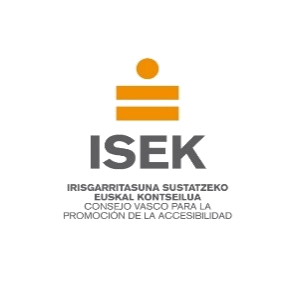 ISEK
IRISGARRITASUNA SUSTATZEKO
EUSKAL KONTSEILUA
CONSEJO VASCO PARA LA
PROMOCIÓN DE LA ACCESIBILIDAD